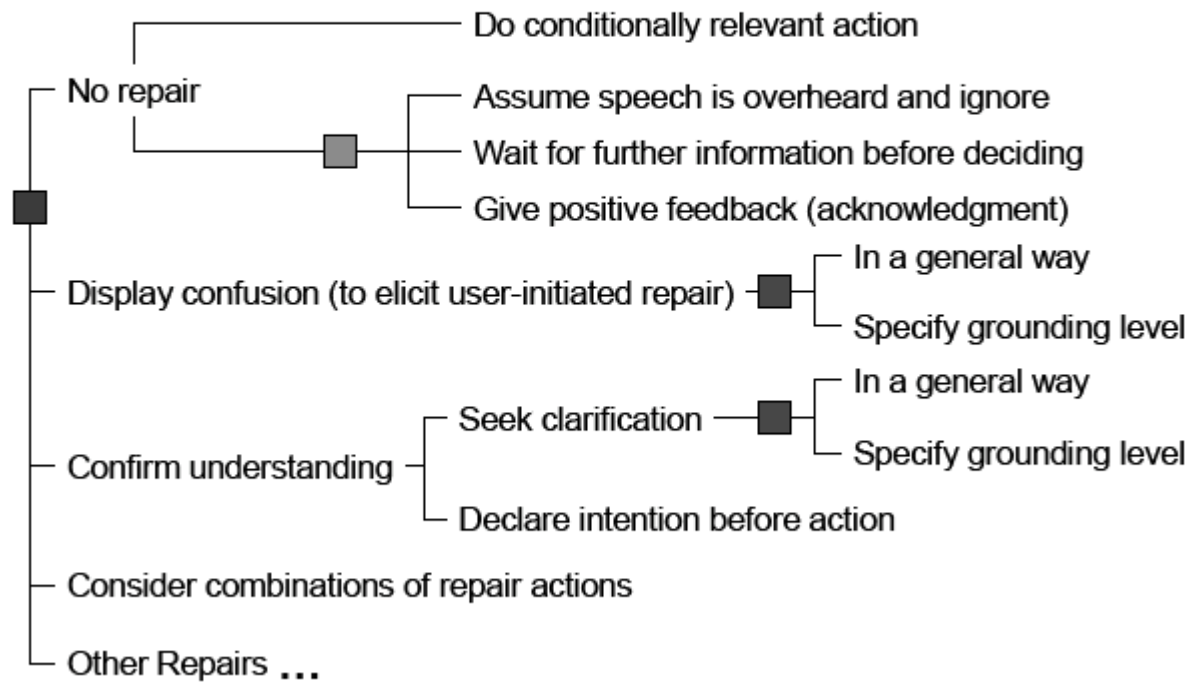 Do conditionally relevant action
No repair
Assume speech is overheard and ignore
Wait for further information before deciding
Give positive feedback (acknowledgment)
Display confusion (to elicit user-initiated repair)
In a general way
Specify grounding level
Confirm understanding
Seek clarification
In a general way
Specify grounding level
Declare intention before action
Consider combinations of repair actions
Other Repairs ...